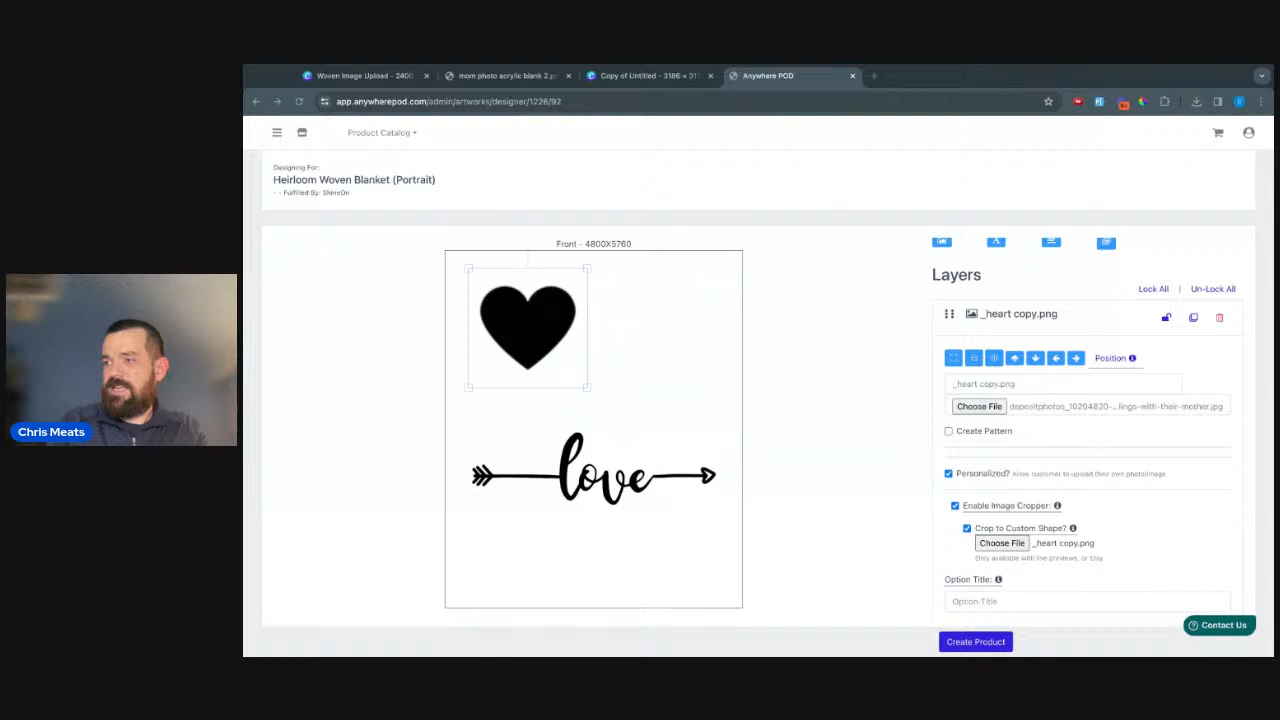 Woven Image Upload - 2400
mom photo acrylic blank 2.p
Copy of Untitled - 3186 × 31
Anywhere POD
app.anywherepod.com/admin/artworks/designer/1226/92
Product Catalog
Designing For:
Heirloom Woven Blanket (Portrait)
- - Fulfilled By: ShineOn
Front - 4800X5760
love
Layers
Lock All | Un-Lock All
_heart copy.png
Position
_heart copy.png
Choose File depositphotos_10294820-...lings-with-their-mother.jpg
Create Pattern
Personalized? Allow customer to upload their own photo/image
Enable Image Cropper:
Crop to Custom Shape?
Choose File _heart copy.png
Only available with live previews, or Etsy
Option Title:
Option Title
Contact Us
Create Product
Chris Meats